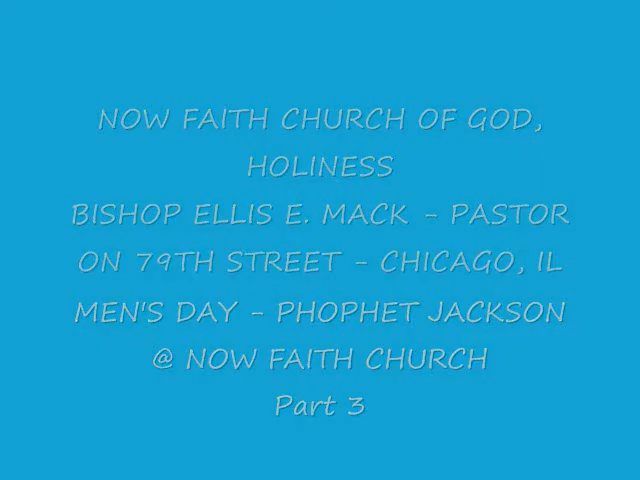 NOW FAITH CHURCH OF GOD,
HOLINESS
BISHOP ELLIS E. MACK - PASTOR
ON 79TH STREET - CHICAGO, IL
MEN'S DAY - PHOPHET JACKSON
@ NOW FAITH CHURCH
Part 3